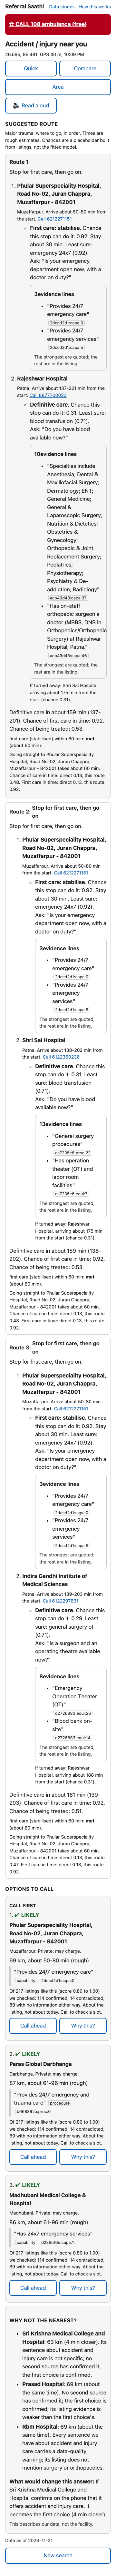 Referral Saathi
Data stories
How this works
☎ CALL 108 ambulance (free)
Accident / injury near you
26.595, 85.481. GPS 40 m, 10:09 PM
Quick
Compare
Area
Read aloud
SUGGESTED ROUTE
Major trauma: where to go, in order. Times are
rough estimates. Chances are a placeholder built
from listings, not the fitted model.
Route 1
Stop for first care, then go on.
1. Phulur Superspeciality Hospital,
Road No-02, Juran Chappra,
Muzaffarpur - 842001
Muzaffarpur. Arrive about 50-80 min from
the start. Call 6212271151
First care: stabilise. Chance
this stop can do it: 0.92. Stay
about 30 min. Least sure:
emergency 24x7 (0.92).
Ask: "Is your emergency
department open now, with a
doctor on duty?"
3evidence lines
"Provides 24/7
emergency care"
2dccd2d1:capa:0
"Provides 24/7
emergency services"
2dccd2d1:capa:5
The strongest are quoted; the
rest are in the listing.
2. Rajeshwar Hospital
Patna. Arrive about 137-201 min from the
start. Call 8877700023
Definitive care. Chance this
stop can do it: 0.31. Least sure:
blood transfusion (0.71).
Ask: "Do you have blood
available now?"
10evidence lines
"Specialties include
Anesthesia; Dental &
Maxillofacial Surgery;
Dermatology; ENT;
General Medicine;
General &
Laparoscopic Surgery;
Nutrition & Dietetics;
Obstetrics &
Gynecology;
Orthopedic & Joint
Replacement Surgery;
Pediatrics;
Physiotherapy;
Psychiatry & De-
addiction; Radiology"
"Has on-staff
orthopedic surgeon a
doctor (MBBS, DNB in
Orthopedics/Orthopedic
Surgery) at Rajeshwar
Hospital, Patna."
The strongest are quoted; the
rest are in the listing.
If turned away: Shri Sai Hospital,
arriving about 175 min from the
start (chance 0.31).
Definitive care in about 159 min (137-
201). Chance of first care in time: 0.92.
Chance of being treated: 0.53.
first care (stabilised) within 60 min: met
(about 60 min).
Going straight to Phulur Superspeciality
Hospital, Road No-02, Juran Chappra,
Muzaffarpur - 842001 takes about 60 min.
Chance of care in time: direct 0.13, this route
0.48. First care in time: direct 0.92, this route
0.92.
Route 2: Stop for first care, then go
on
Stop for first care, then go on.
1. Phulur Superspeciality Hospital,
Road No-02, Juran Chappra,
Muzaffarpur - 842001
Muzaffarpur. Arrive about 50-80 min
from the start. Call 6212271151
First care: stabilise. Chance
this stop can do it: 0.92. Stay
about 30 min. Least sure:
emergency 24x7 (0.92).
Ask: "Is your emergency
department open now, with a
doctor on duty?"
3evidence lines
"Provides 24/7
emergency care"
2dccd2d1:capa:0
"Provides 24/7
emergency
services"
2dccd2d1:capa:5
The strongest are quoted;
the rest are in the listing.
2. Shri Sai Hospital
Patna. Arrive about 138-202 min from
the start. Call 6122360236
Definitive care. Chance this
stop can do it: 0.31. Least
sure: blood transfusion
(0.71).
Ask: "Do you have blood
available now?"
13evidence lines
"General surgery
procedures"
"Has operation
theater (OT) and
labor room
facilities"
The strongest are quoted;
the rest are in the listing.
If turned away: Rajeshwar
Hospital, arriving about 175 min from
the start (chance 0.31).
Definitive care in about 159 min (138-
202). Chance of first care in time: 0.92.
Chance of being treated: 0.53.
first care (stabilised) within 60 min: met
(about 60 min).
Going straight to Phulur Superspeciality
Hospital, Road No-02, Juran Chappra,
Muzaffarpur - 842001 takes about 60 min.
Chance of care in time: direct 0.13, this route
0.48. First care in time: direct 0.92, this route
0.92.
Route 3: Stop for first care, then go
on
Stop for first care, then go on.
1. Phulur Superspeciality Hospital,
Road No-02, Juran Chappra,
Muzaffarpur - 842001
Muzaffarpur. Arrive about 50-80 min
from the start. Call 6212271151
First care: stabilise. Chance
this stop can do it: 0.92. Stay
about 30 min. Least sure:
emergency 24x7 (0.92).
Ask: "Is your emergency
department open now, with a
doctor on duty?"
3evidence lines
"Provides 24/7
emergency care"
2dccd2d1:capa:0
"Provides 24/7
emergency
services"
2dccd2d1:capa:5
The strongest are quoted;
the rest are in the listing.
2. Indira Gandhi Institute of
Medical Sciences
Patna. Arrive about 139-203 min from
the start. Call 6122297631
Definitive care. Chance of
this stop can do it: 0.29.
Least sure: general surgery
(0.71).
Ask: "Is a surgeon and an
operating theatre available
now?"
6evidence lines
"Emergency
Operation Theater
(OT)"
"Blood bank on-
site"
The strongest are quoted;
the rest are in the listing.
If turned away: Rajeshwar
Hospital, arriving about 188 min
from the start (chance 0.31).
Definitive care in about 161 min (139-
203). Chance of first care in time: 0.92.
Chance of being treated: 0.51.
first care (stabilised) within 60 min: met
(about 60 min).
Going straight to Phulur Superspeciality
Hospital, Road No-02, Juran Chappra,
Muzaffarpur - 842001 takes about 60 min.
Chance of care in time: direct 0.13, this route
0.47. First care in time: direct 0.92, this route
0.92.
OPTIONS TO CALL
CALL FIRST
1. ✔ LIKELY
Phulur Superspeciality Hospital,
Road No-02, Juran Chappra,
Muzaffarpur - 842001
Muzaffarpur. Private: may charge.
69 km, about 50-80 min (rough)
"Provides 24/7 emergency care"
capability 2dccd2d1:capa:0
Of 217 listings like this (score 0.80 to 1.00)
we checked: 114 confirmed, 14 contradicted,
89 with no information either way. About the
listing, not about today. Call to check a slot.
Call ahead
Why this?
2. ✔ LIKELY
Paras Global Darbhanga
Darbhanga. Private: may charge.
87 km, about 61-96 min (rough)
"Provides 24/7 emergency and
trauma care" procedure
Of 217 listings like this (score 0.80 to 1.00)
we checked: 114 confirmed, 14 contradicted,
89 with no information either way. About the
listing, not about today. Call to check a slot.
Call ahead
Why this?
3. ✔ LIKELY
Madhubani Medical College &
Hospital
Madhubani. Private: may charge.
86 km, about 61-96 min (rough)
"Has 24x7 emergency services"
capability
Of 217 listings like this (score 0.80 to 1.00)
we checked: 114 confirmed, 14 contradicted,
89 with no information either way. About the
listing, not about today. Call to check a slot.
Call ahead
Why this?
WHY NOT THE NEAREST?
Sri Krishna Medical College and
Hospital: 63 km (4 min closer). Its
sentence about accident and injury
care is not specific; no
second source has confirmed it;
the first choice is confirmed.
Prasad Hospital: 69 km (about
the same time). No second source
has confirmed it; the first choice is
confirmed; its listing evidence is
weaker than the first choice's.
Rbm Hospital: 69 km (about the
same time). Every sentence we
have about accident and injury
care carries a data-quality
warning; its listing does not
mention surgery or orthopaedics.
What would change this answer: if
Sri Krishna Medical College and
Hospital confirms on the phone that it
offers accident and injury care, it
becomes the first choice (4 min closer).
This describes our data, not the facility.
Data as of 2026-11-21.
New search